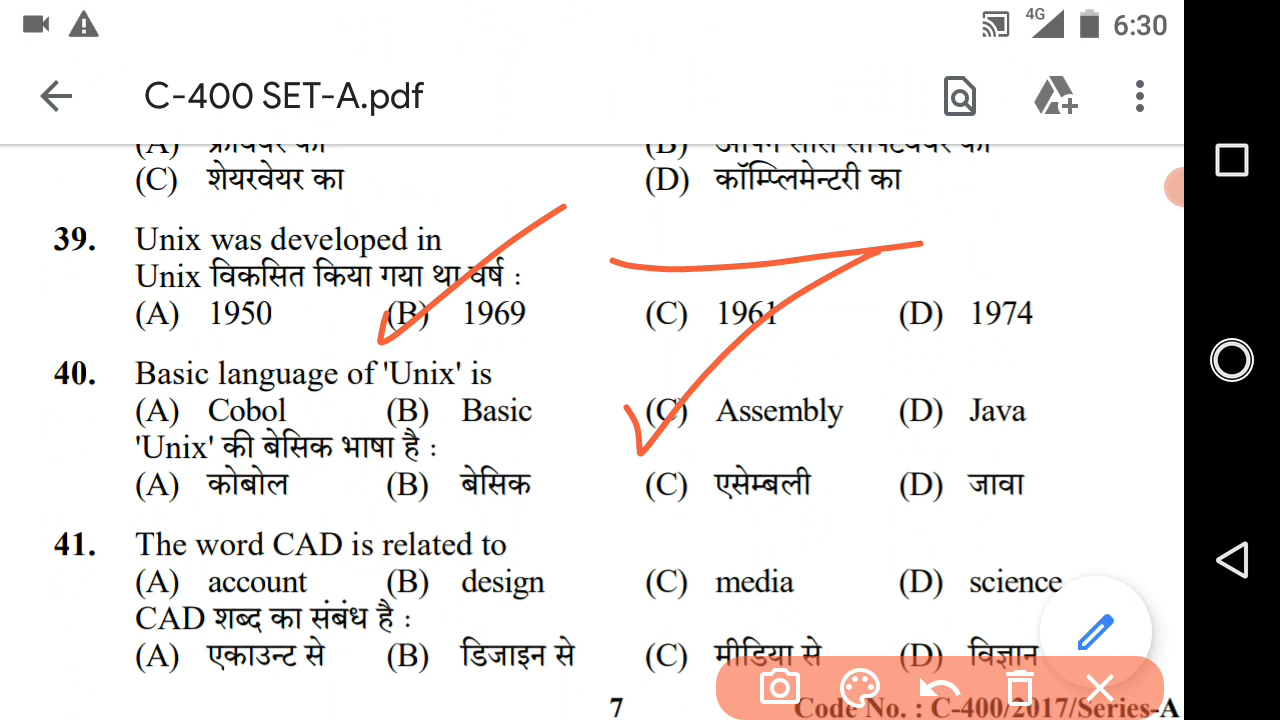 4G 6:30
C-400 SET-A.pdf
(C) शेयरवेयर का (D) कॉम्प्लिमेन्टरी का
39. Unix was developed in
Unix विकसित किया गया था वर्ष :
(A) 1950 (B) 1969 (C) 1961 (D) 1974
40. Basic language of 'Unix' is
(A) Cobol (B) Basic (C) Assembly (D) Java
'Unix' की बेसिक भाषा है :
(A) कोबोल (B) बेसिक (C) एसेम्बली (D) जावा
41. The word CAD is related to
(A) account (B) design (C) media (D) science
CAD शब्द का संबंध है :
(A) एकाउन्ट से (B) डिजाइन से (C) मीडिया से (D) विज्ञान
7 Code No. : C-400/2017/Series-A